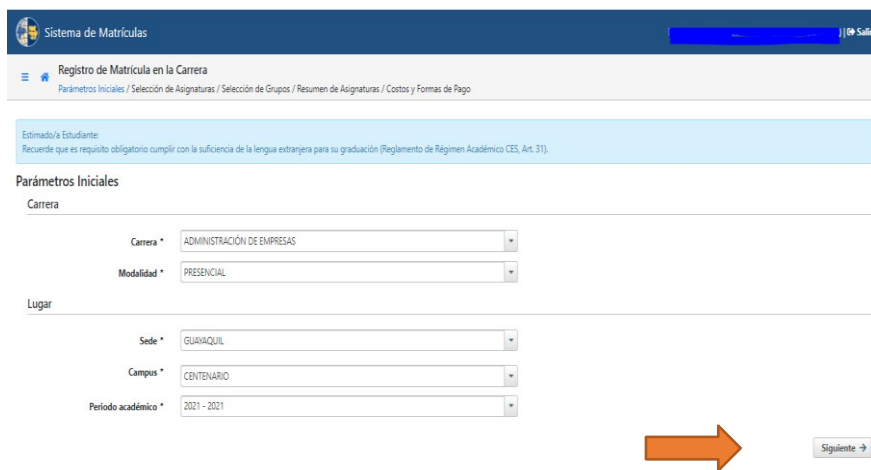 Sistema de Matrículas
) | Salir
Registro de Matrícula en la Carrera
Parámetros Iniciales / Selección de Asignaturas / Selección de Grupos / Resumen de Asignaturas / Costos y Formas de Pago
Estimado/a Estudiante:
Recuerde que es requisito obligatorio cumplir con la suficiencia de la lengua extranjera para su graduación (Reglamento de Régimen Académico CES, Art. 31).
Parámetros Iniciales
Carrera
Carrera * ADMINISTRACIÓN DE EMPRESAS
Modalidad * PRESENCIAL
Lugar
Sede * GUAYAQUIL
Campus * CENTENARIO
Periodo académico * 2021 - 2021
Siguiente →